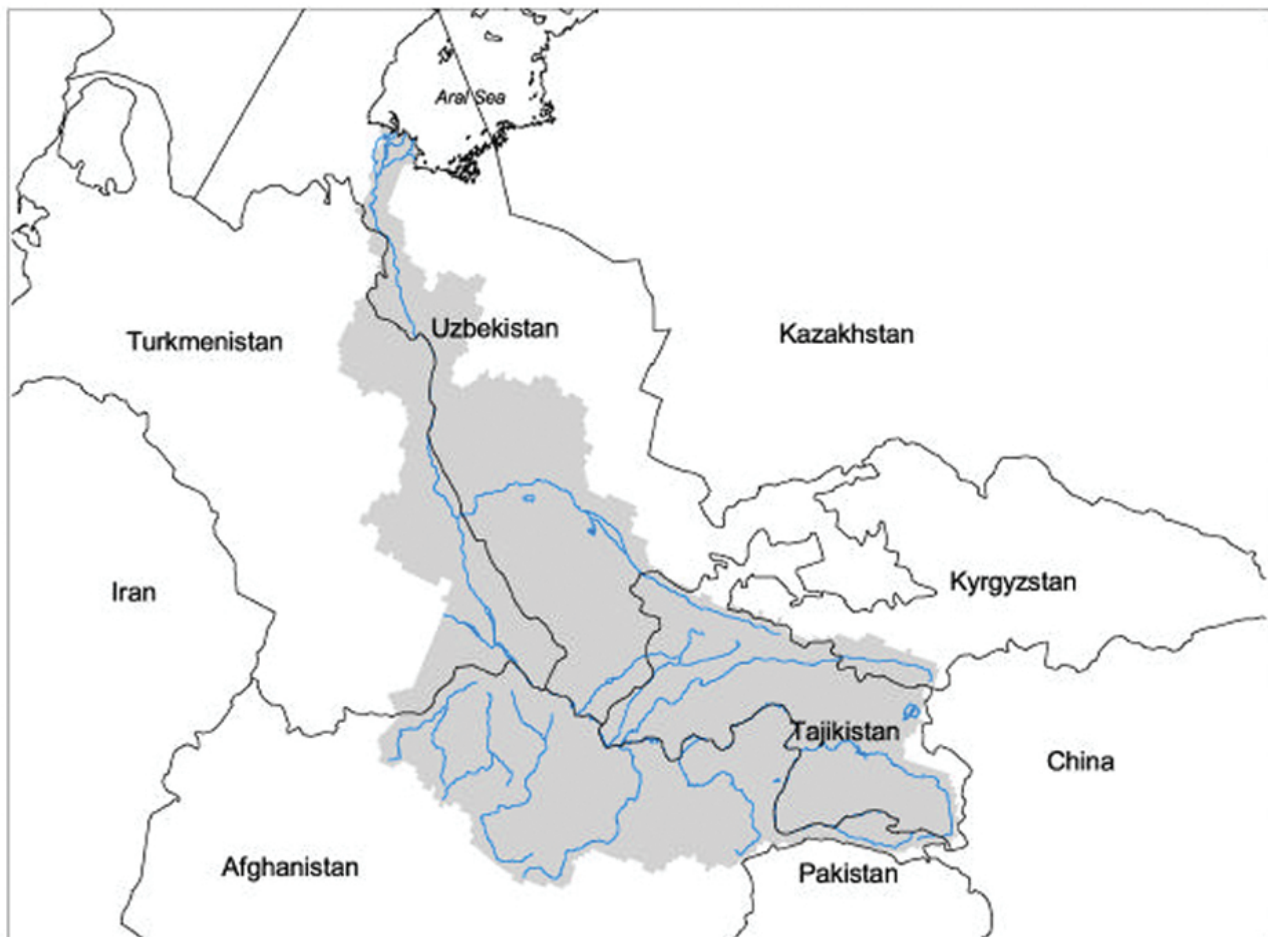 Aral Sea
Uzbekistan
Kazakhstan
Turkmenistan
Kyrgyzstan
Iran
Tajikistan
China
Afghanistan
Pakistan